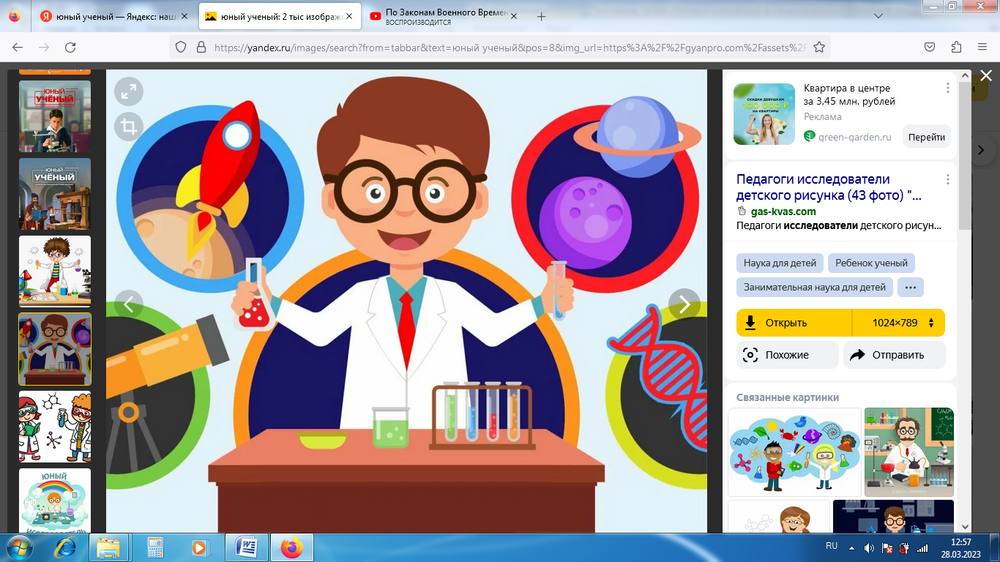 юный ученый — Яндекс: наш
юный ученый: 2 тыс изображе
По Законам Военного Времен
ВОСПРОИЗВОДИТСЯ
https://yandex.ru/images/search?from=tabbar&text=юный ученый&pos=8&img_url=https%3A%2F%2Fgyanpro.com%2Fassets%2F
ЮНЫЙ
УЧЁНЫЙ
ЮНЫЙ
УЧЁНЫЙ
ЮНЫЙ
СКИДКИ ДЕВУШКАМ
100 000 ₽
НА КВАРТИРЫ
Квартира в центре
за 3,45 млн. рублей
Реклама
green-garden.ru
Перейти
Педагоги исследователи
детского рисунка (43 фото) "...
gas-kvas.com
Педагоги исследователи детского рисун...
Наука для детей
Ребенок ученый
Занимательная наука для детей
Открыть
1024×789
Похожие
Отправить
Связанные картинки
RU
12:57
28.03.2023